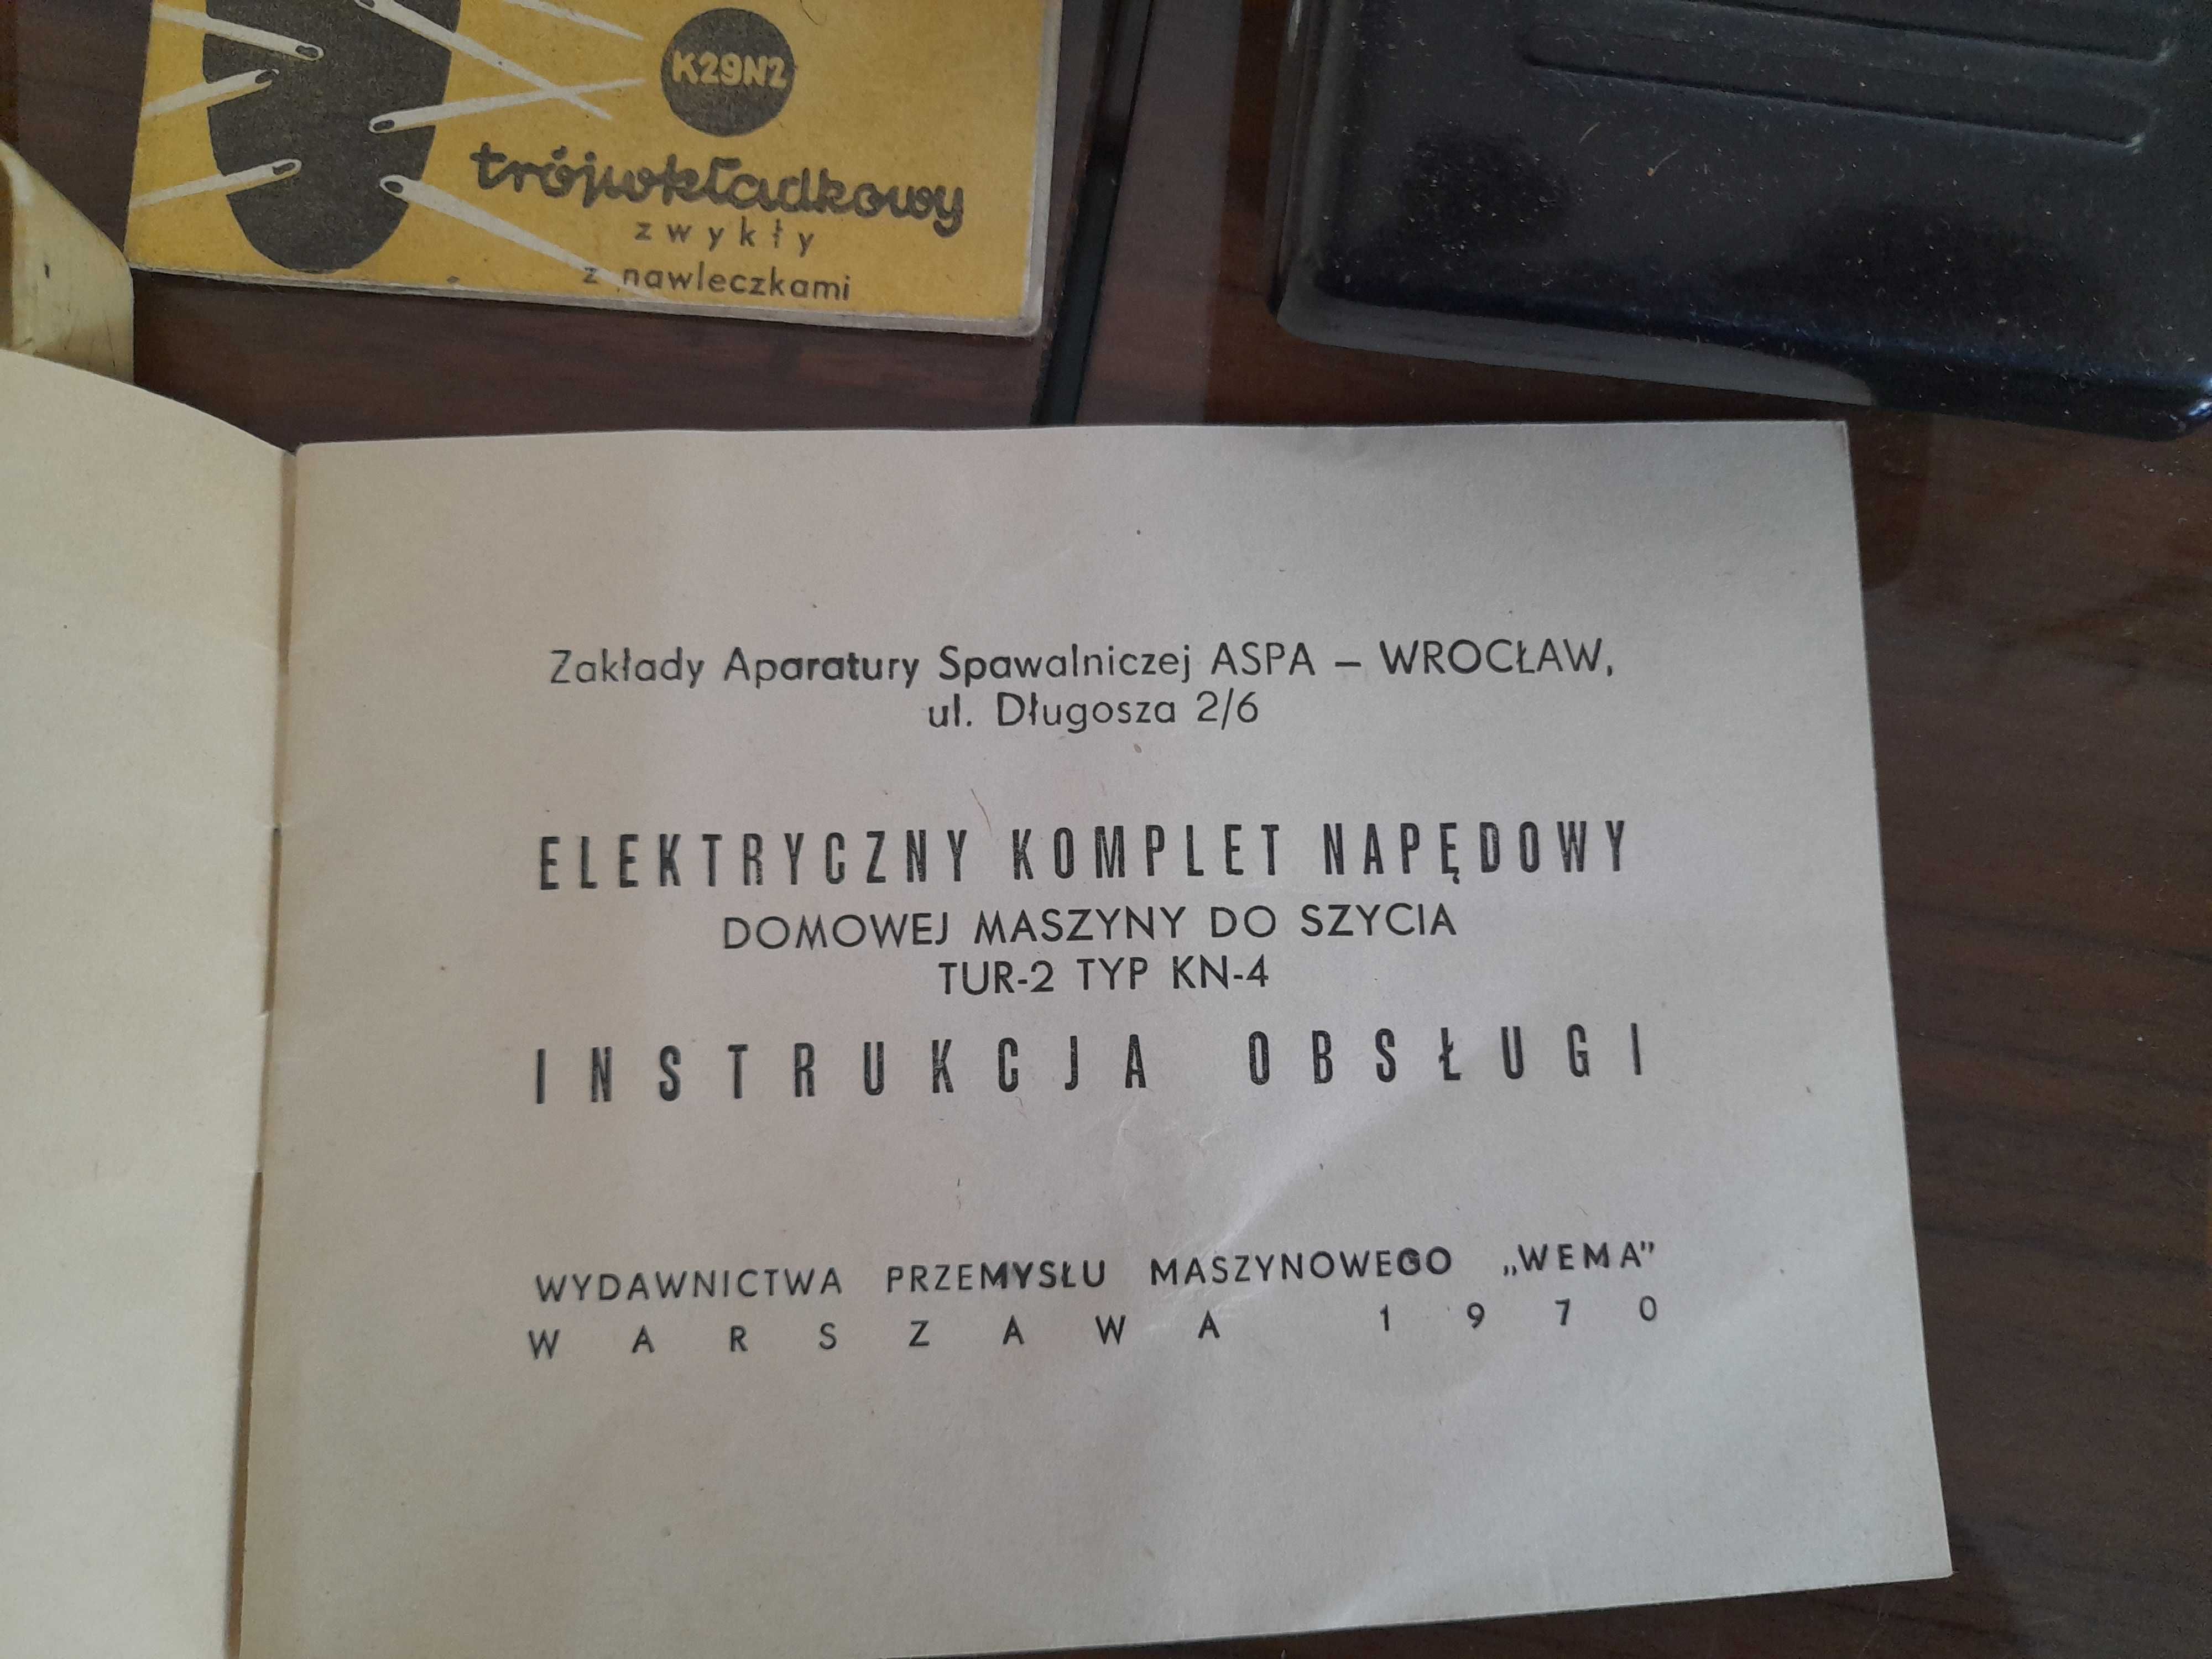 K29N2
trójwkładkowy
zwykły
z nawleczkami
Zakłady Aparatury Spawalniczej ASPA – WROCŁAW,
ul. Długosza 2/6
ELEKTRYCZNY KOMPLET NAPĘDOWY
DOMOWEJ MASZYNY DO SZYCIA
TUR-2 TYP KN-4
INSTRUKCJA OBSŁUGI
WYDAWNICTWA PRZEMYSŁU MASZYNOWEGO „WEMA”
WARSZAWA 1970